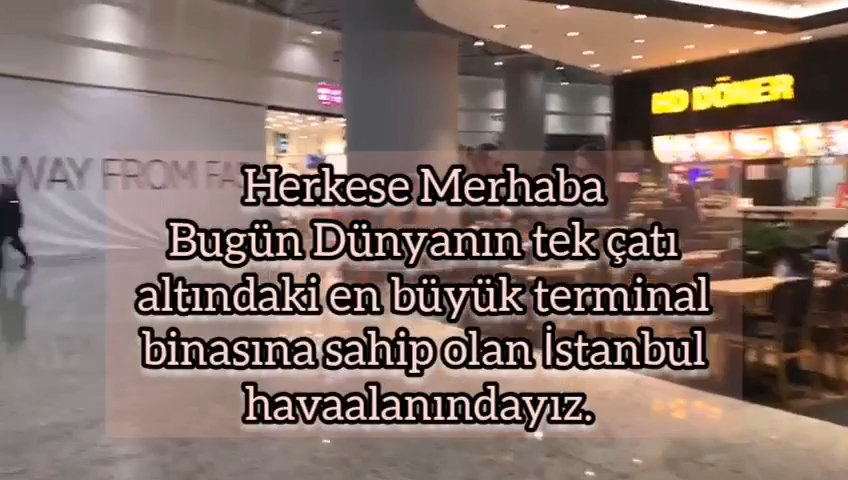 HD DÖNER
WAY FROM FA
Herkese Merhaba
Bugün Dünyanın tek çatı
altındaki en büyük terminal
binasına sahip olan İstanbul
havaalanındayız.